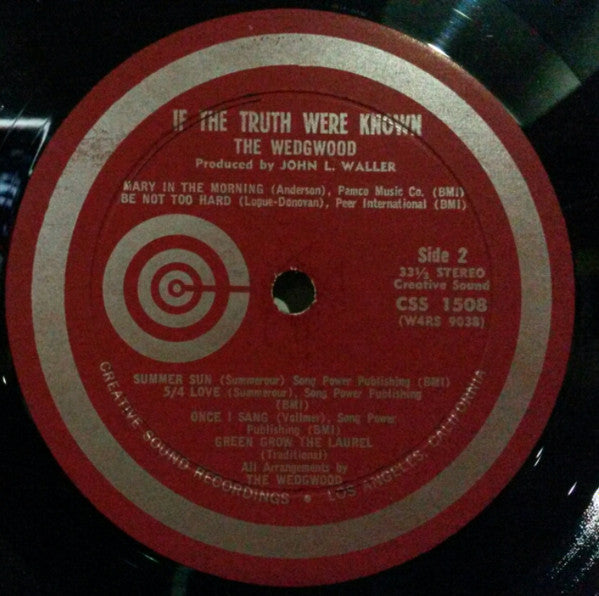 IF THE TRUTH WERE KNOWN
THE WEDGWOOD
Produced by JOHN L. WALLER
MARY IN THE MORNING (Anderson), Pamco Music Co. (BMI)
BE NOT TOO HARD (Logue-Donovan), Peer International (BMI)
Side 2
33⅓ STEREO
Creative Sound
CSS 1508
(W4RS 9038)
SUMMER SUN (Summerour) Song Power Publishing (BMI)
5/4 LOVE (Summerour), Song Power Publishing
(BMI)
ONCE I SANG (Vollmer), Song Power
Publishing (BMI)
GREEN GROW THE LAUREL
(Traditional)
All Arrangements by
THE WEDGWOOD
CREATIVE SOUND RECORDINGS • LOS ANGELES, CALIFORNIA